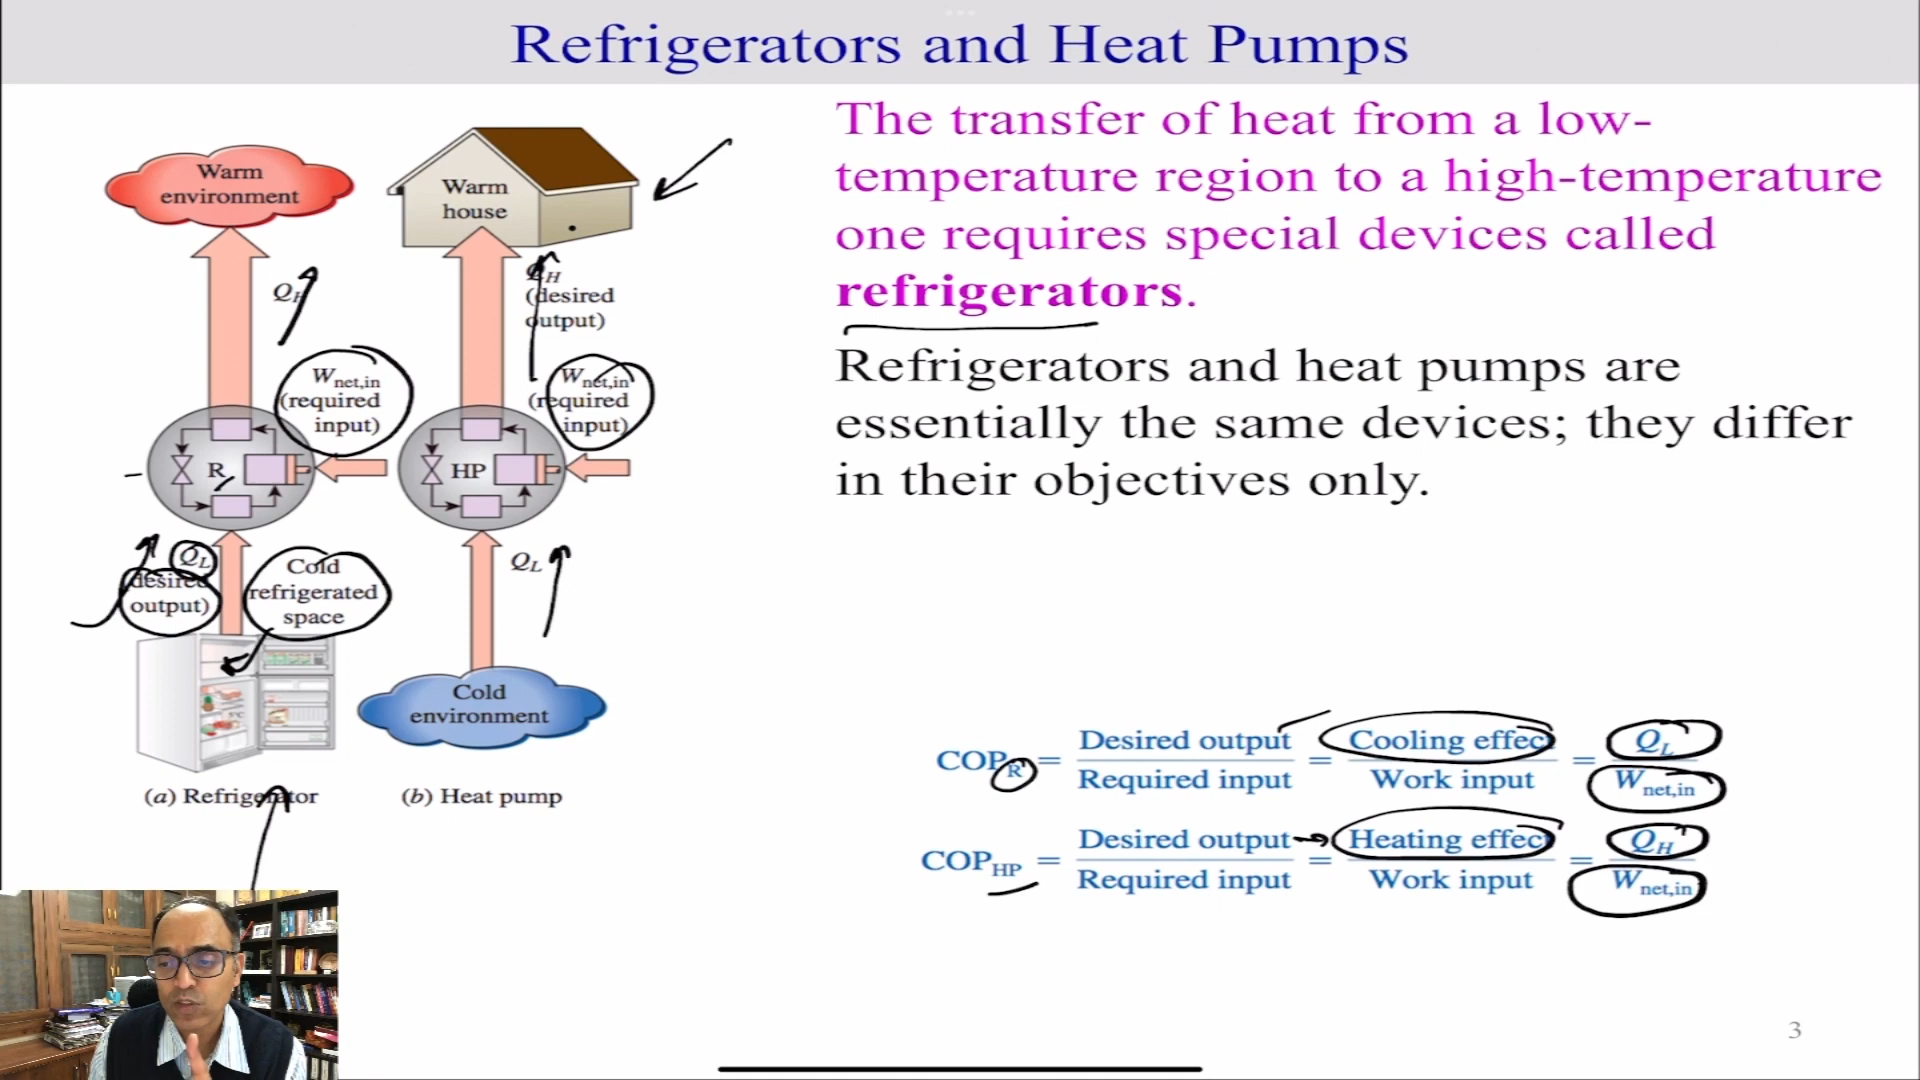 Refrigerators and Heat Pumps
Warm
environment
Warm
house
Q_H
Q_H
(desired
output)
W_net,in
(required
input)
W_net,in
(required
input)
R
HP
Q_L
desired
output)
Cold
refrigerated
space
Q_L
Cold
environment
(a) Refrigerator
(b) Heat pump
The transfer of heat from a low-
temperature region to a high-temperature
one requires special devices called
refrigerators.
Refrigerators and heat pumps are
essentially the same devices; they differ
in their objectives only.
COP_R = Desired output / Required input = Cooling effect / Work input = Q_L / W_net,in
COP_HP = Desired output / Required input = Heating effect / Work input = Q_H / W_net,in
3